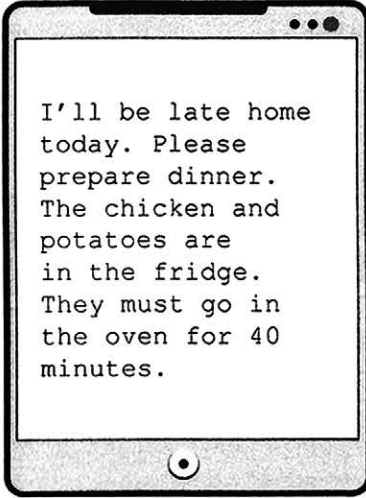 I'll be late home
today. Please
prepare dinner.
The chicken and
potatoes are
in the fridge.
They must go in
the oven for 40
minutes.